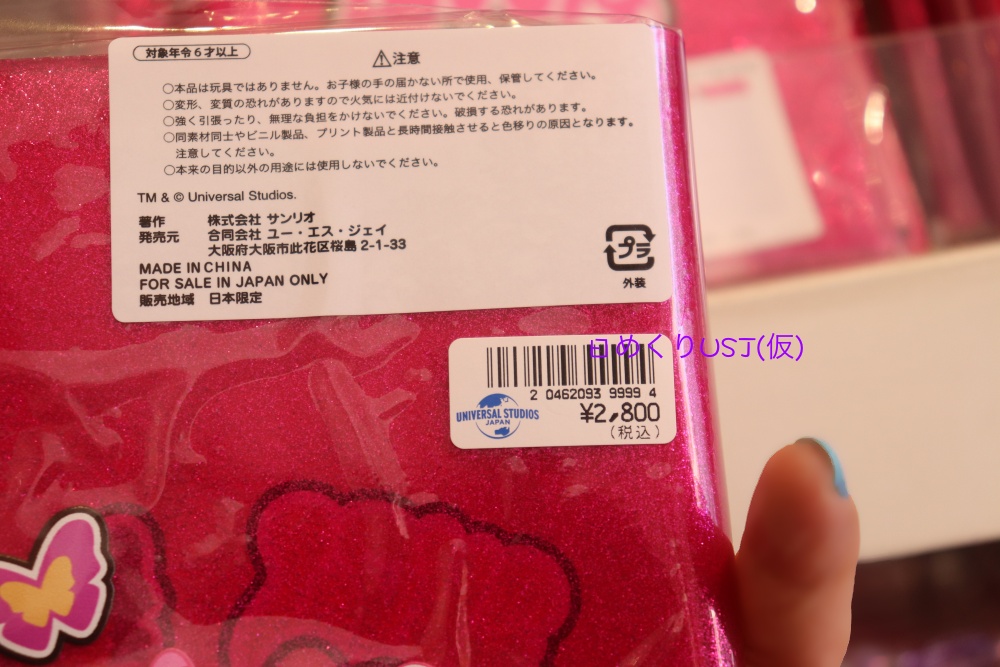 対象年令6才以上
⚠注意
○本品は玩具ではありません。お子様の手の届かない所で使用、保管してください。
○変形、変質の恐れがありますので火気には近付けないでください。
○強く引張ったり、無理な負担をかけないでください。破損する恐れがあります。
○同素材同士やビニル製品、プリント製品と長時間接触させると色移りの原因となります。
注意してください。
○本来の目的以外の用途には使用しないでください。
TM & © Universal Studios.
著作 株式会社 サンリオ
発売元 合同会社 ユー・エス・ジェイ
大阪府大阪市此花区桜島 2-1-33
MADE IN CHINA
FOR SALE IN JAPAN ONLY
販売地域 日本限定
プラ
外装
日めくりUSJ(仮)
2 0462093 9999 4
UNIVERSAL STUDIOS
JAPAN
¥2,800
(税込)